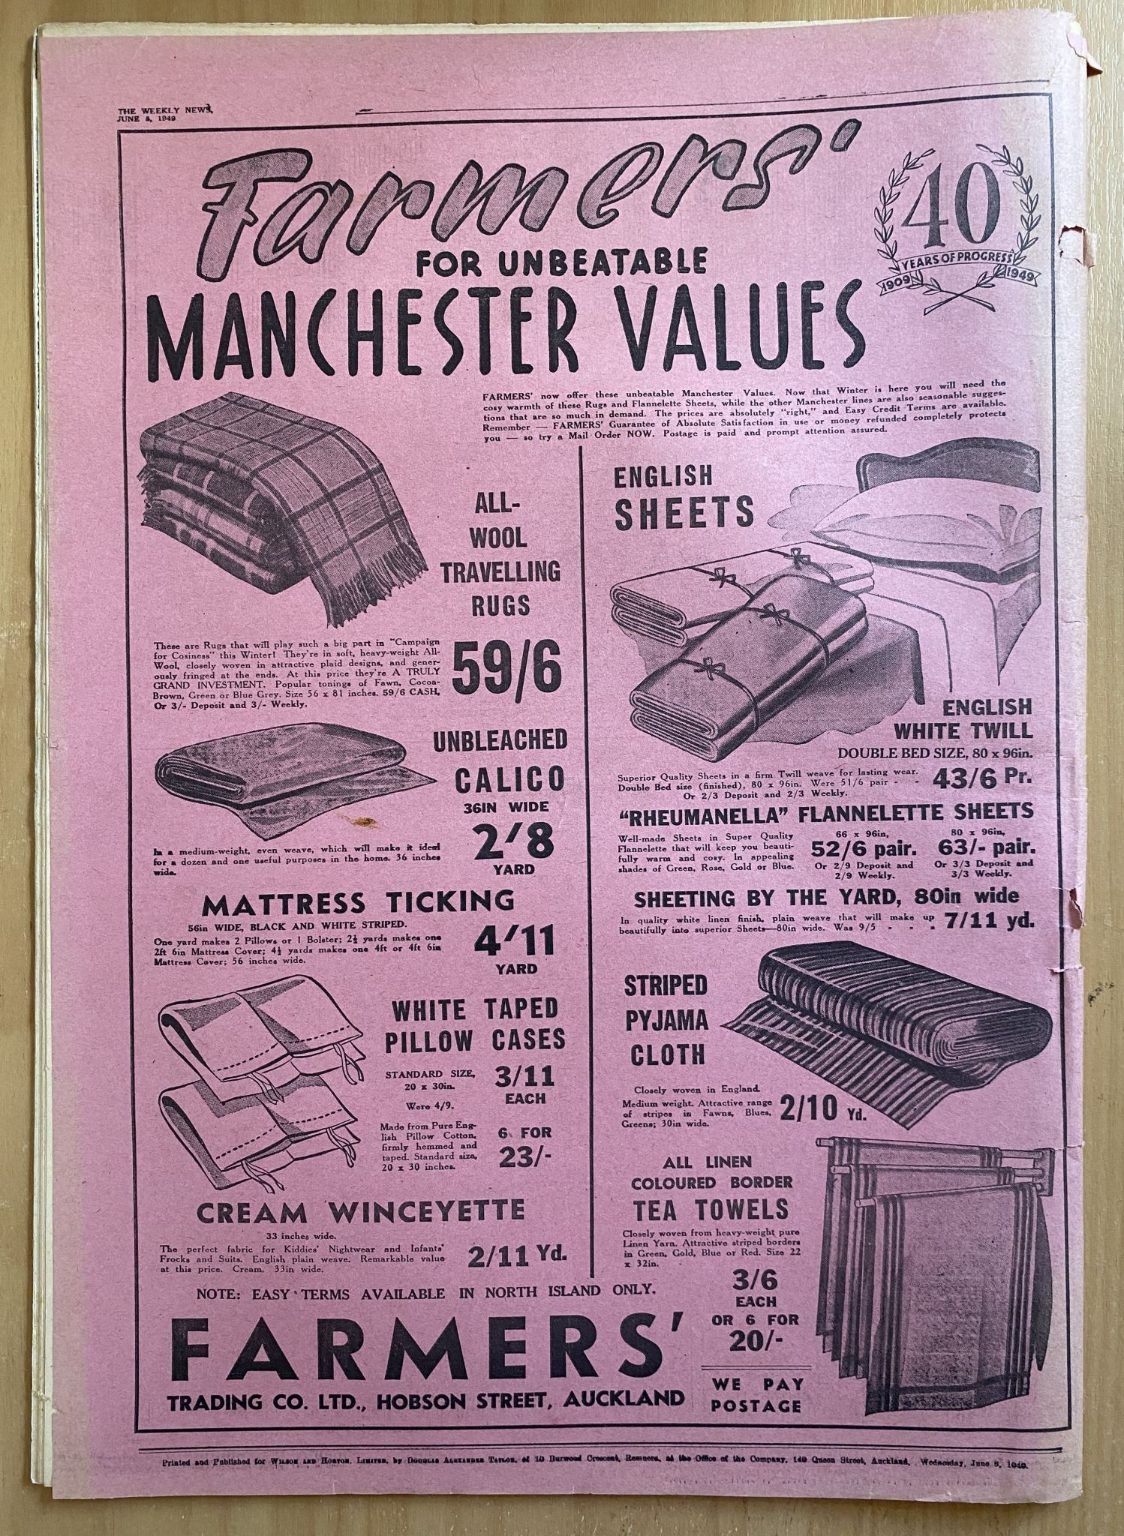 THE WEEKLY NEWS,
JUNE 8, 1949
Farmers'
40
YEARS OF PROGRESS
1909
1949
FOR UNBEATABLE
MANCHESTER VALUES
FARMERS' now offer these unbeatable Manchester Values. Now that Winter is here you will need the
cosy warmth of these Rugs and Flannelette Sheets, while the other Manchester lines are also seasonable sugges-
tions that are so much in demand. The prices are absolutely "right," and Easy Credit Terms are available.
Remember — FARMERS' Guarantee of Absolute Satisfaction in use or money refunded completely protects
you — so try a Mail Order NOW. Postage is paid and prompt attention assured.
ALL-
WOOL
TRAVELLING
RUGS
These are Rugs that will play such a big part in "Campaign
for Cosiness" this Winter! They're in soft, heavy-weight All-
Wool, closely woven in attractive plaid designs, and gener-
ously fringed at the ends. At this price they're A TRULY
GRAND INVESTMENT. Popular tonings of Fawn, Cocoa-
Brown, Green or Blue Grey. Size 56 x 81 inches. 59/6 CASH,
Or 3/- Deposit and 3/- Weekly.
59/6
UNBLEACHED
CALICO
36IN WIDE
2/8
YARD
In a medium-weight, even weave, which will make it ideal
for a dozen and one useful purposes in the home. 36 inches
wide.
MATTRESS TICKING
56in WIDE, BLACK AND WHITE STRIPED.
One yard makes 2 Pillows or 1 Bolster; 2½ yards makes one
2ft 6in Mattress Cover; 4½ yards makes one 4ft or 4ft 6in
Mattress Cover; 56 inches wide.
4/11
YARD
WHITE TAPED
PILLOW CASES
STANDARD SIZE,
20 x 30in.
Were 4/9.
3/11
EACH
Made from Pure Eng-
lish Pillow Cotton,
firmly hemmed and
taped. Standard size,
20 x 30 inches.
6 FOR
23/-
CREAM WINCEYETTE
33 inches wide.
The perfect fabric for Kiddies' Nightwear and Infants'
Frocks and Suits. English plain weave. Remarkable value
at this price. Cream. 33in wide.
2/11 Yd.
ENGLISH
SHEETS
ENGLISH
WHITE TWILL
DOUBLE BED SIZE, 80 x 96in.
Superior Quality Sheets in a firm Twill weave for lasting wear.
Double Bed size (finished), 80 x 96in. Were 51/6 pair - -
Or 2/3 Deposit and 2/3 Weekly.
43/6 Pr.
"RHEUMANELLA" FLANNELETTE SHEETS
Well-made Sheets in Super Quality
Flannelette that will keep you beauti-
fully warm and cosy. In appealing
shades of Green, Rose, Gold or Blue.
66 x 96in,
52/6 pair.
Or 2/9 Deposit and
2/9 Weekly.
80 x 96in,
63/- pair.
Or 3/3 Deposit and
3/3 Weekly.
SHEETING BY THE YARD, 80in wide
In quality white linen finish, plain weave that will make up
beautifully into superior Sheets—80in wide. Was 9/5 - - -
7/11 yd.
STRIPED
PYJAMA
CLOTH
Closely woven in England.
Medium weight. Attractive range
of stripes in Fawns, Blues,
Greens; 30in wide.
2/10 Yd.
ALL LINEN
COLOURED BORDER
TEA TOWELS
Closely woven from heavy-weight pure
Linen Yarn. Attractive striped borders
in Green, Gold, Blue or Red. Size 22
x 32in.
3/6
EACH
OR 6 FOR
20/-
WE PAY
POSTAGE
NOTE: EASY TERMS AVAILABLE IN NORTH ISLAND ONLY.
FARMERS'
TRADING CO. LTD., HOBSON STREET, AUCKLAND
Printed and Published for WILSON AND HORTON, LIMITED, by DOUGLAS ALEXANDER TAYLOR, of 10 Burwood Crescent, Remuera, at the Office of the Company, 149 Queen Street, Auckland, Wednesday, June 8, 1949.